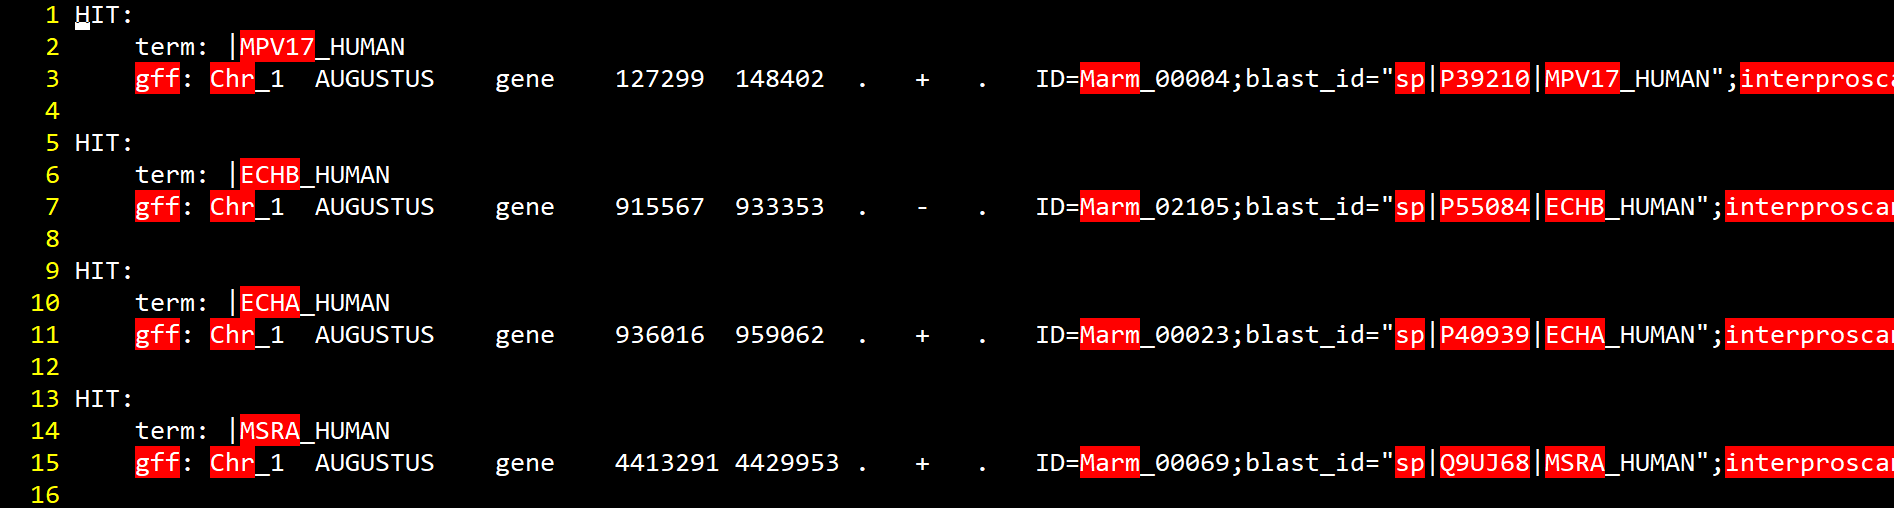 1 HIT:
2 term: |MPV17_HUMAN
3 gff: Chr_1 AUGUSTUS gene 127299 148402 . + . ID=Marm_00004;blast_id="sp|P39210|MPV17_HUMAN";interprosca
4
5 HIT:
6 term: |ECHB_HUMAN
7 gff: Chr_1 AUGUSTUS gene 915567 933353 . - . ID=Marm_02105;blast_id="sp|P55084|ECHB_HUMAN";interproscan
8
9 HIT:
10 term: |ECHA_HUMAN
11 gff: Chr_1 AUGUSTUS gene 936016 959062 . + . ID=Marm_00023;blast_id="sp|P40939|ECHA_HUMAN";interproscan
12
13 HIT:
14 term: |MSRA_HUMAN
15 gff: Chr_1 AUGUSTUS gene 4413291 4429953 . + . ID=Marm_00069;blast_id="sp|Q9UJ68|MSRA_HUMAN";interproscan
16